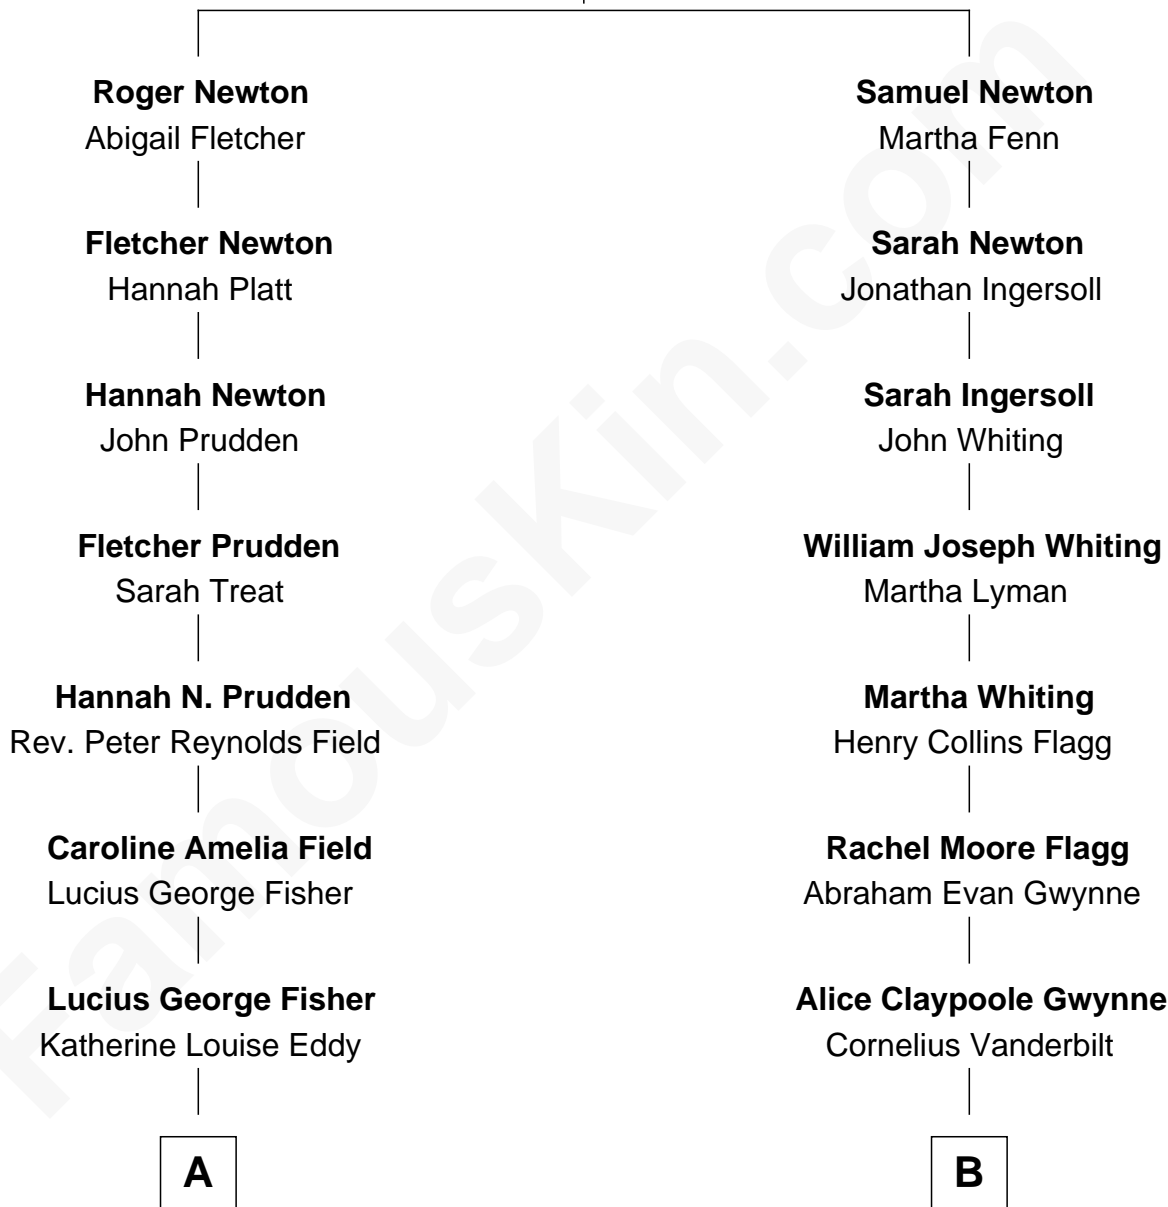 Roger Newton
Abigail Fletcher
Fletcher Newton
Hannah Platt
Hannah Newton
John Prudden
Fletcher Prudden
Sarah Treat
Hannah N. Prudden
Rev. Peter Reynolds Field
Caroline Amelia Field
Lucius George Fisher
Lucius George Fisher
Katherine Louise Eddy
A
Samuel Newton
Martha Fenn
Sarah Newton
Jonathan Ingersoll
Sarah Ingersoll
John Whiting
William Joseph Whiting
Martha Lyman
Martha Whiting
Henry Collins Flagg
Rachel Moore Flagg
Abraham Evan Gwynne
Alice Claypoole Gwynne
Cornelius Vanderbilt
B
FamousKin.com